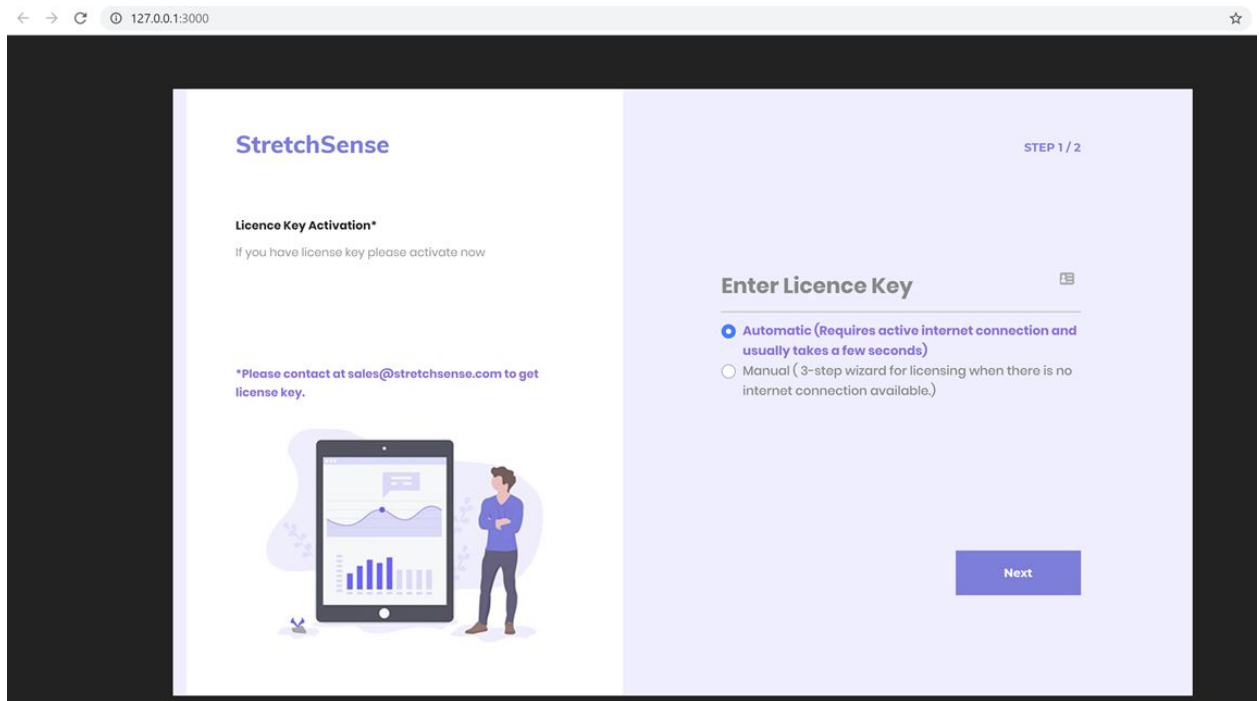 127.0.0.1:3000
StretchSense
STEP 1 / 2
Licence Key Activation*
If you have license key please activate now
Enter Licence Key
Automatic (Requires active internet connection and
usually takes a few seconds)
Manual ( 3-step wizard for licensing when there is no
internet connection available.)
*Please contact at sales@stretchsense.com to get
license key.
Next